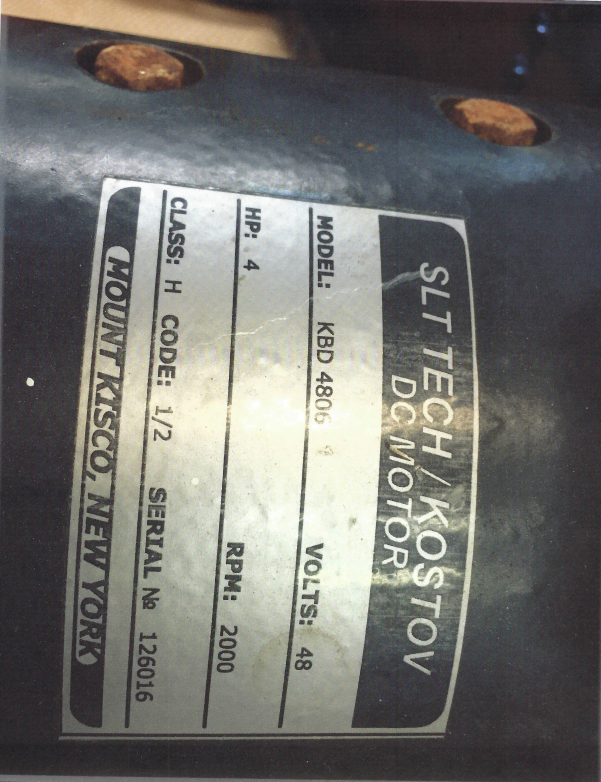 SLT TECH / KOSTOV
DC MOTOR
MODEL: KBD 4806 VOLTS: 48
HP: 4 RPM: 2000
CLASS: H CODE: 1/2 SERIAL № 126016
MOUNT KISCO, NEW YORK